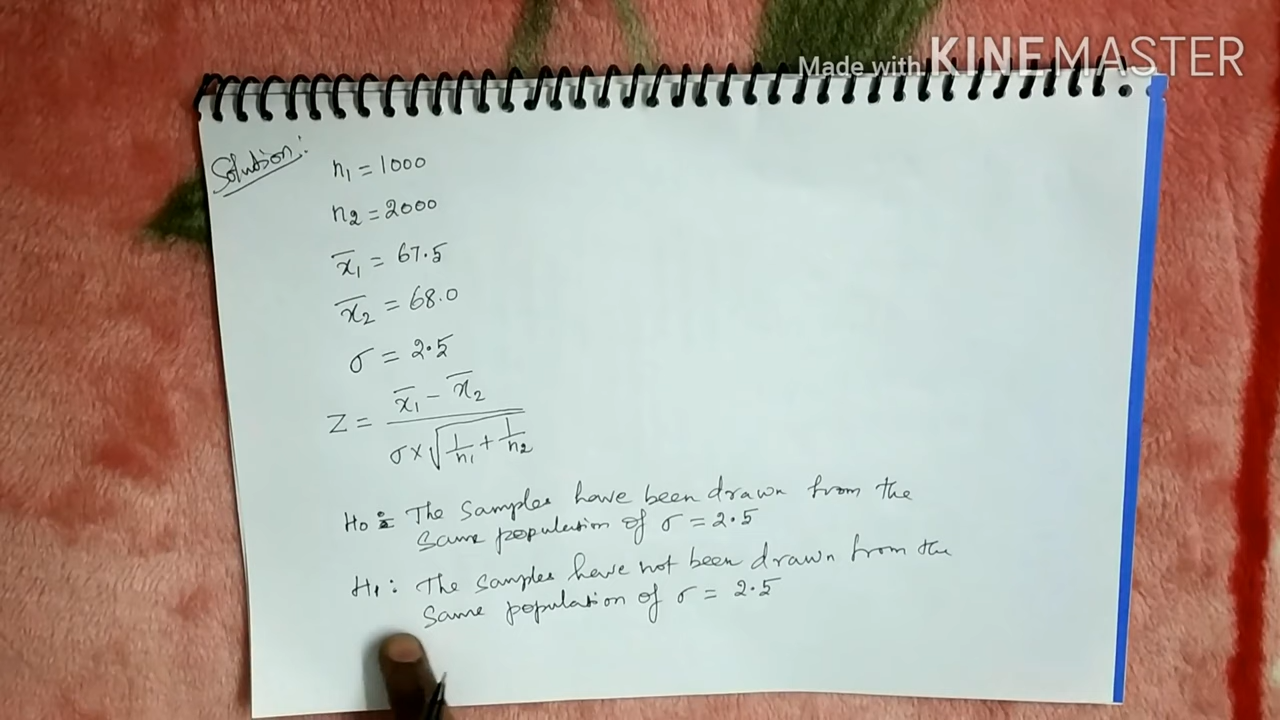 Made with KINEMASTER
Solution:
n₁ = 1000
n₂ = 2000
x̄₁ = 67.5
x̄₂ = 68.0
σ = 2.5
Z = (x̄₁ - x̄₂) / (σ × √(1/n₁ + 1/n₂))
H₀: The samples have been drawn from the
same population of σ = 2.5
H₁: The samples have not been drawn from the
same population of σ = 2.5